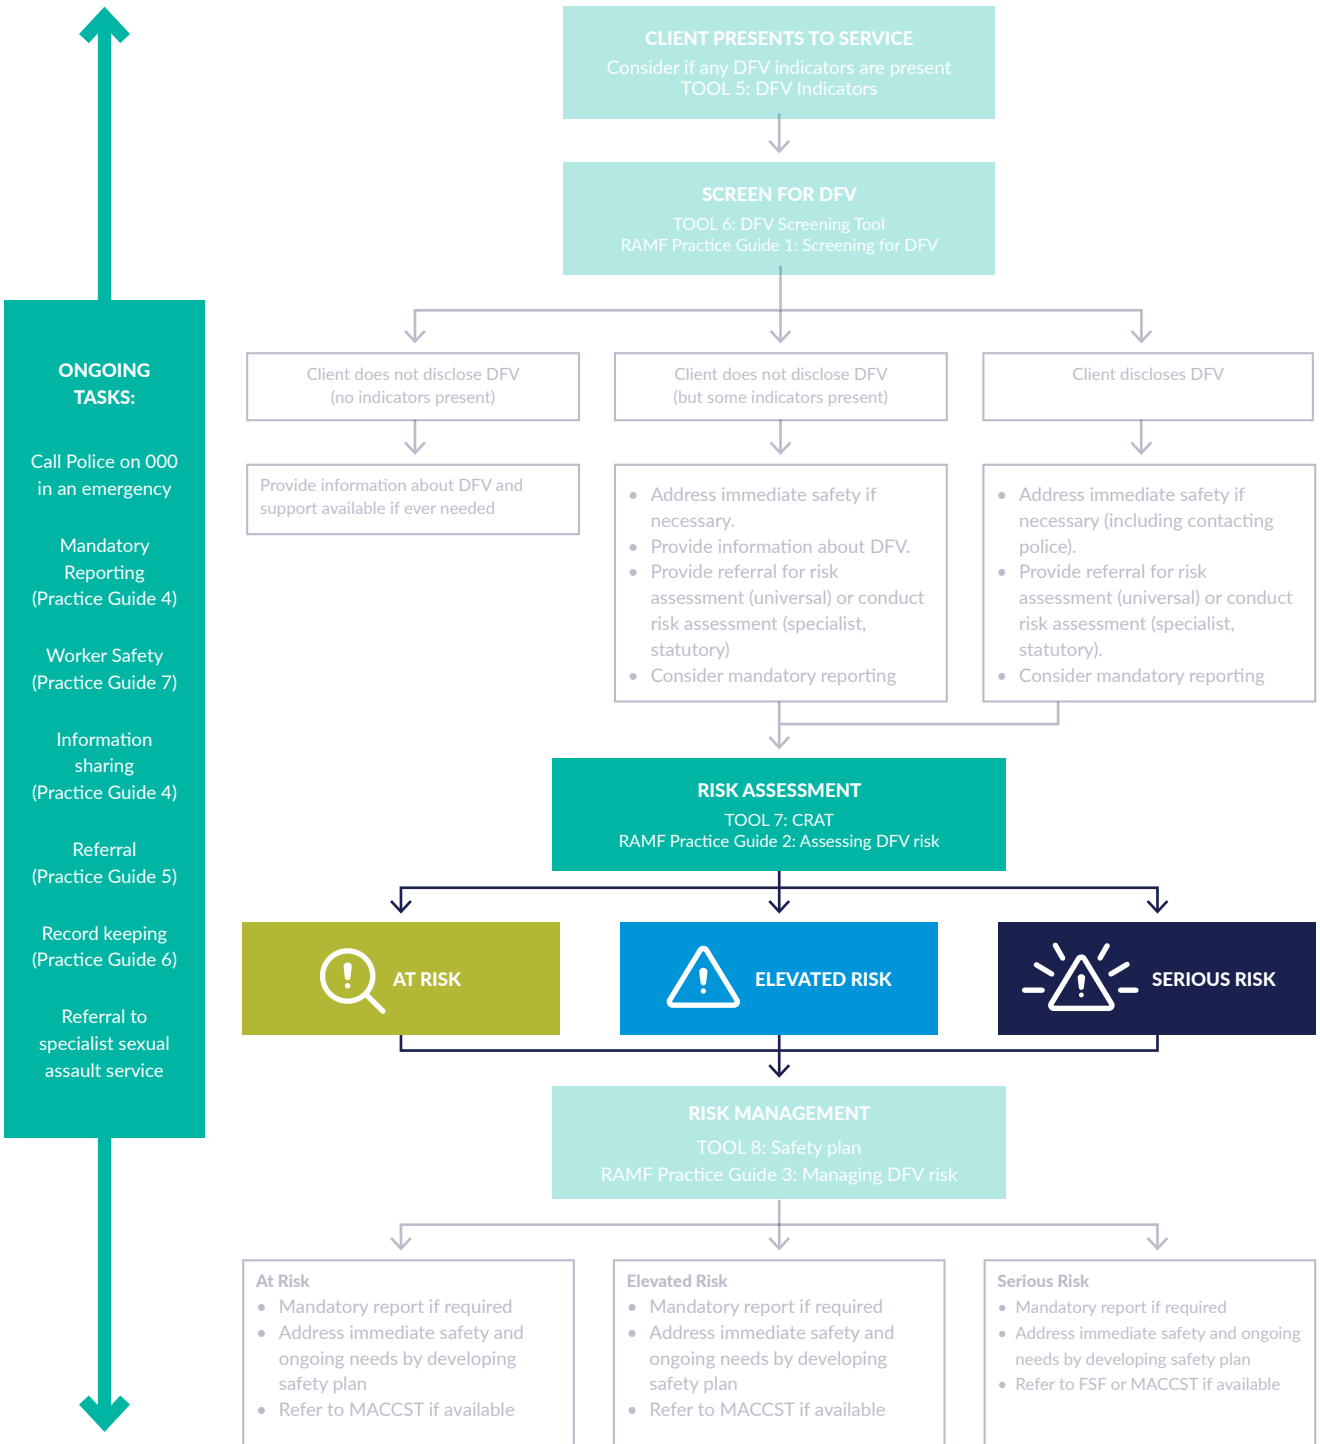 CLIENT PRESENTS TO SERVICE
Consider if any DFV indicators are present
TOOL 5: DFV Indicators
SCREEN FOR DFV
TOOL 6: DFV Screening Tool
RAMF Practice Guide 1: Screening for DFV
Client does not disclose DFV
(no indicators present)
Client does not disclose DFV
(but some indicators present)
Client discloses DFV
Provide information about DFV and
support available if ever needed
• Address immediate safety if
necessary.
• Provide information about DFV.
• Provide referral for risk
assessment (universal) or conduct
risk assessment (specialist,
statutory)
• Consider mandatory reporting
• Address immediate safety if
necessary (including contacting
police).
• Provide referral for risk
assessment (universal) or conduct
risk assessment (specialist,
statutory).
• Consider mandatory reporting
ONGOING
TASKS:
Call Police on 000
in an emergency
Mandatory
Reporting
(Practice Guide 4)
Worker Safety
(Practice Guide 7)
Information
sharing
(Practice Guide 4)
Referral
(Practice Guide 5)
Record keeping
(Practice Guide 6)
Referral to
specialist sexual
assault service
RISK ASSESSMENT
TOOL 7: CRAT
RAMF Practice Guide 2: Assessing DFV risk
AT RISK
ELEVATED RISK
SERIOUS RISK
RISK MANAGEMENT
TOOL 8: Safety plan
RAMF Practice Guide 3: Managing DFV risk
At Risk
• Mandatory report if required
• Address immediate safety and
ongoing needs by developing
safety plan
• Refer to MACCST if available
Elevated Risk
• Mandatory report if required
• Address immediate safety and
ongoing needs by developing
safety plan
• Refer to MACCST if available
Serious Risk
• Mandatory report if required
• Address immediate safety and ongoing
needs by developing safety plan
• Refer to FSF or MACCST if available